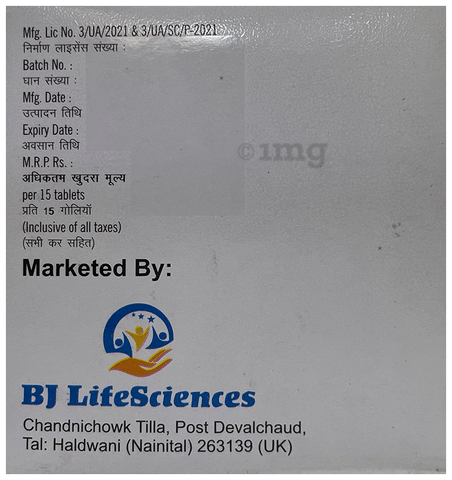 Mfg. Lic No. 3/UA/2021 & 3/UA/SC/P-2021
निर्माण लाइसेंस संख्या :
Batch No. :
घान संख्या :
Mfg. Date :
उत्पादन तिथि
Expiry Date :
अवसान तिथि
M.R.P. Rs. :
अधिकतम खुदरा मूल्य
per 15 tablets
प्रति 15 गोलियाँ
(Inclusive of all taxes)
(सभी कर सहित)
©1mg
Marketed By:
BJ LifeSciences
Chandnichowk Tilla, Post Devalchaud,
Tal: Haldwani (Nainital) 263139 (UK)